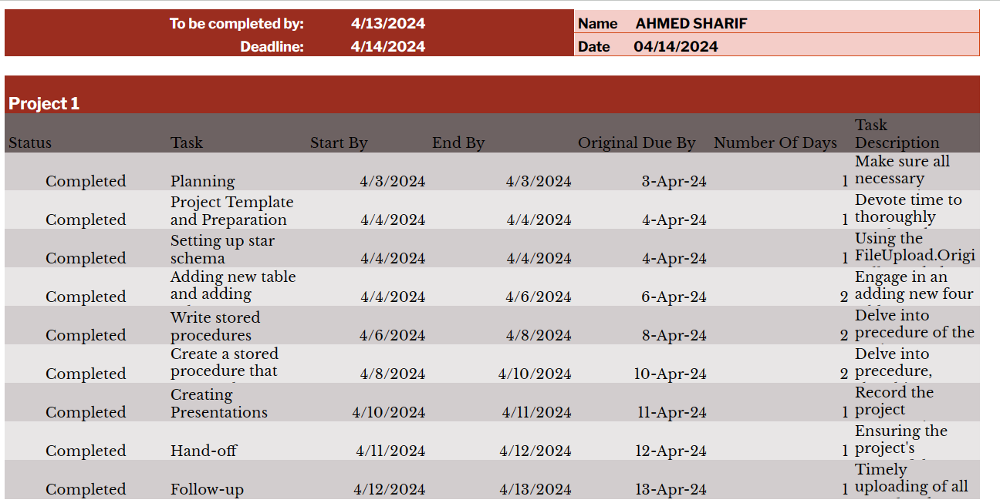 To be completed by: 4/13/2024 Name AHMED SHARIF
Deadline: 4/14/2024 Date 04/14/2024
Project 1
Task
Status Task Start By End By Original Due By Number Of Days Description
Make sure all
Completed Planning 4/3/2024 4/3/2024 3-Apr-24 1 necessary
Project Template Devote time to
Completed and Preparation 4/4/2024 4/4/2024 4-Apr-24 1 thoroughly
Setting up star Using the
Completed schema 4/4/2024 4/4/2024 4-Apr-24 1 FileUpload.Origi
Adding new table Engage in an
Completed and adding 4/4/2024 4/6/2024 6-Apr-24 2 adding new four
Write stored Delve into
Completed procedures 4/6/2024 4/8/2024 8-Apr-24 2 precedure of the
Create a stored Delve into
Completed procedure that 4/8/2024 4/10/2024 10-Apr-24 2 precedure,
Creating Record the
Completed Presentations 4/10/2024 4/11/2024 11-Apr-24 1 project
Ensuring the
Completed Hand-off 4/11/2024 4/12/2024 12-Apr-24 1 project's
Timely
Completed Follow-up 4/12/2024 4/13/2024 13-Apr-24 1 uploading of all